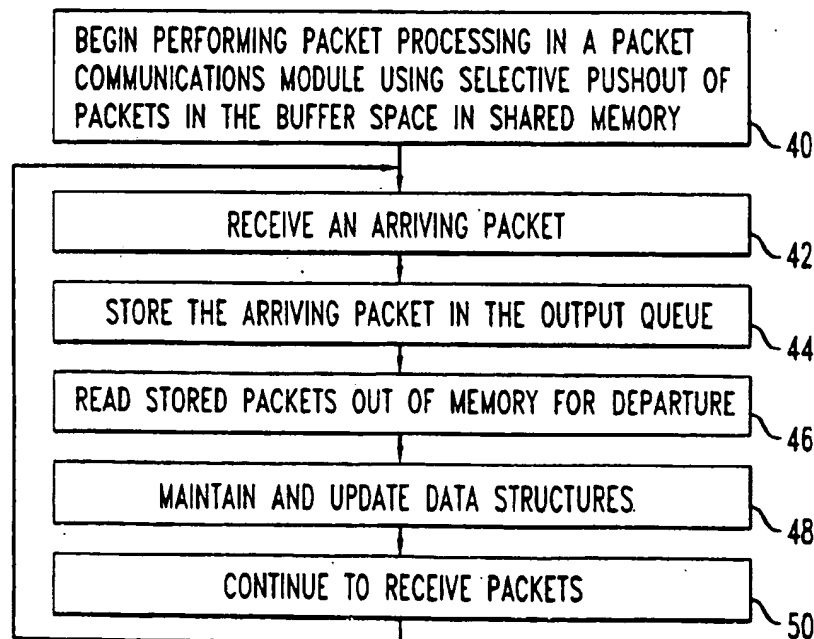 BEGIN PERFORMING PACKET PROCESSING IN A PACKET
COMMUNICATIONS MODULE USING SELECTIVE PUSHOUT OF
PACKETS IN THE BUFFER SPACE IN SHARED MEMORY
40
RECEIVE AN ARRIVING PACKET
42
STORE THE ARRIVING PACKET IN THE OUTPUT QUEUE
44
READ STORED PACKETS OUT OF MEMORY FOR DEPARTURE
46
MAINTAIN AND UPDATE DATA STRUCTURES
48
CONTINUE TO RECEIVE PACKETS
50